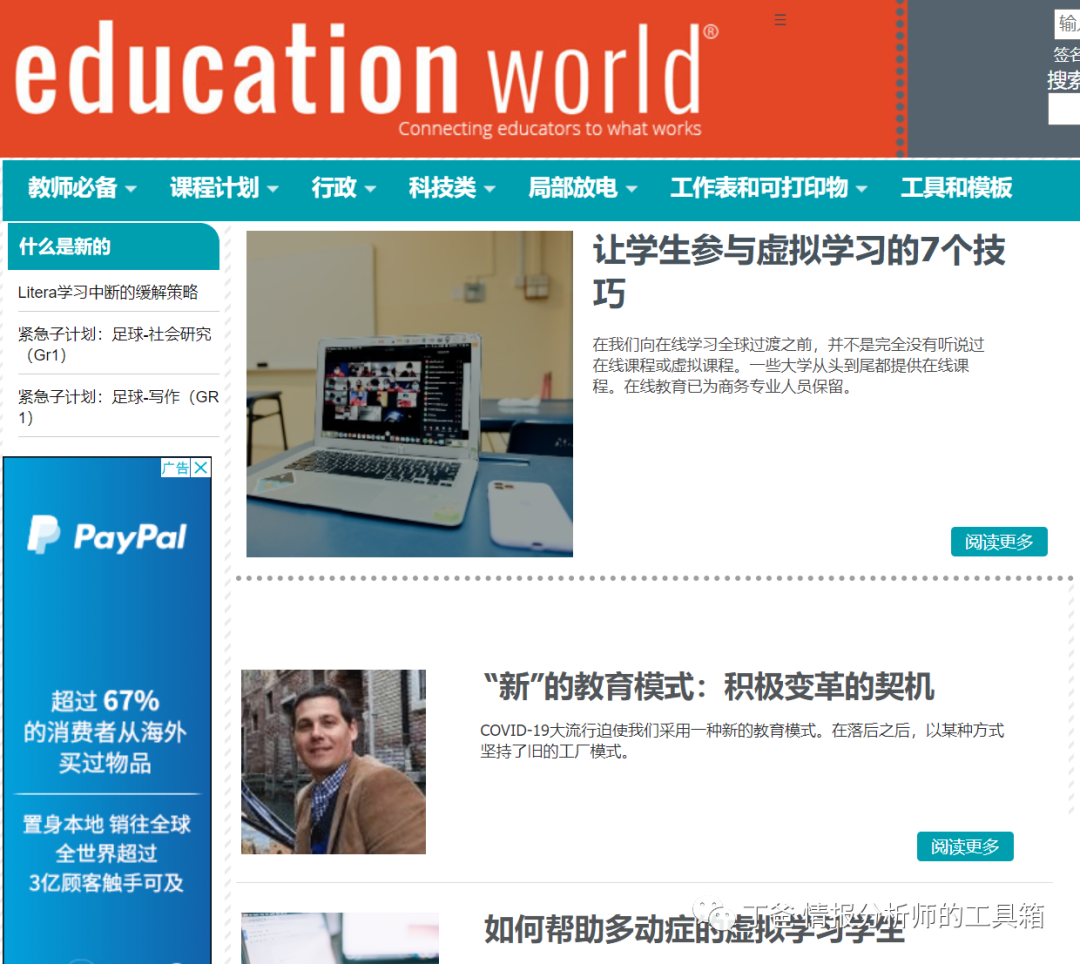 education world®
Connecting educators to what works
签名
搜索
教师必备 课程计划 行政 科技类 局部放电 工作表和可打印物 工具和模板
什么是新的
Litera学习中断的缓解策略
紧急子计划：足球-社会研究
（Gr1）
紧急子计划：足球-写作（GR
1）
广告
PayPal
超过 67%
的消费者从海外
买过物品
置身本地 销往全球
全世界超过
3亿顾客触手可及
让学生参与虚拟学习的7个技
巧
在我们向在线学习全球过渡之前，并不是完全没有听说过
在线课程或虚拟课程。一些大学从头到尾都提供在线课
程。在线教育已为商务专业人员保留。
阅读更多
“新”的教育模式：积极变革的契机
COVID-19大流行迫使我们采用一种新的教育模式。在落后之后，以某种方式
坚持了旧的工厂模式。
阅读更多
如何帮助多动症的虚拟学习学生
丁爸 情报分析师的工具箱